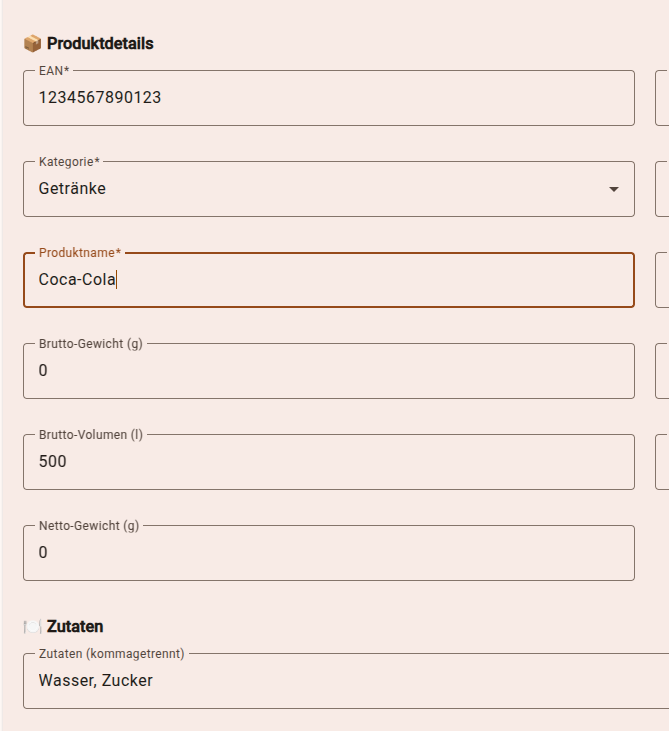 📦 Produktdetails
EAN*
1234567890123
Kategorie*
Getränke
Produktname*
Coca-Cola
Brutto-Gewicht (g)
0
Brutto-Volumen (l)
500
Netto-Gewicht (g)
0
🍽️ Zutaten
Zutaten (kommagetrennt)
Wasser, Zucker